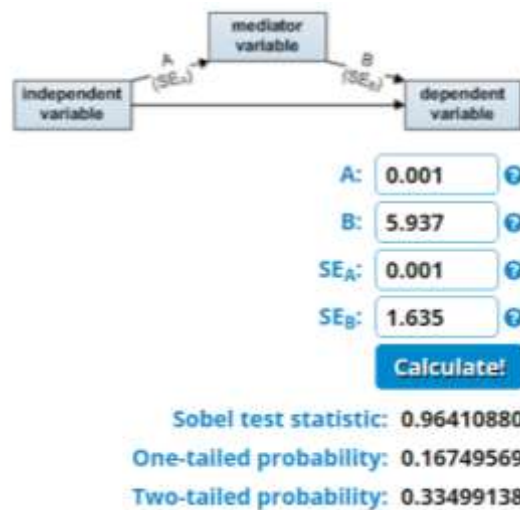 mediator
variable
A
(SEA)
B
(SEB)
independent
variable
dependent
variable
A: 0.001 ?
B: 5.937 ?
SEA: 0.001 ?
SEB: 1.635 ?
Calculate!
Sobel test statistic: 0.96410880
One-tailed probability: 0.16749569
Two-tailed probability: 0.33499138